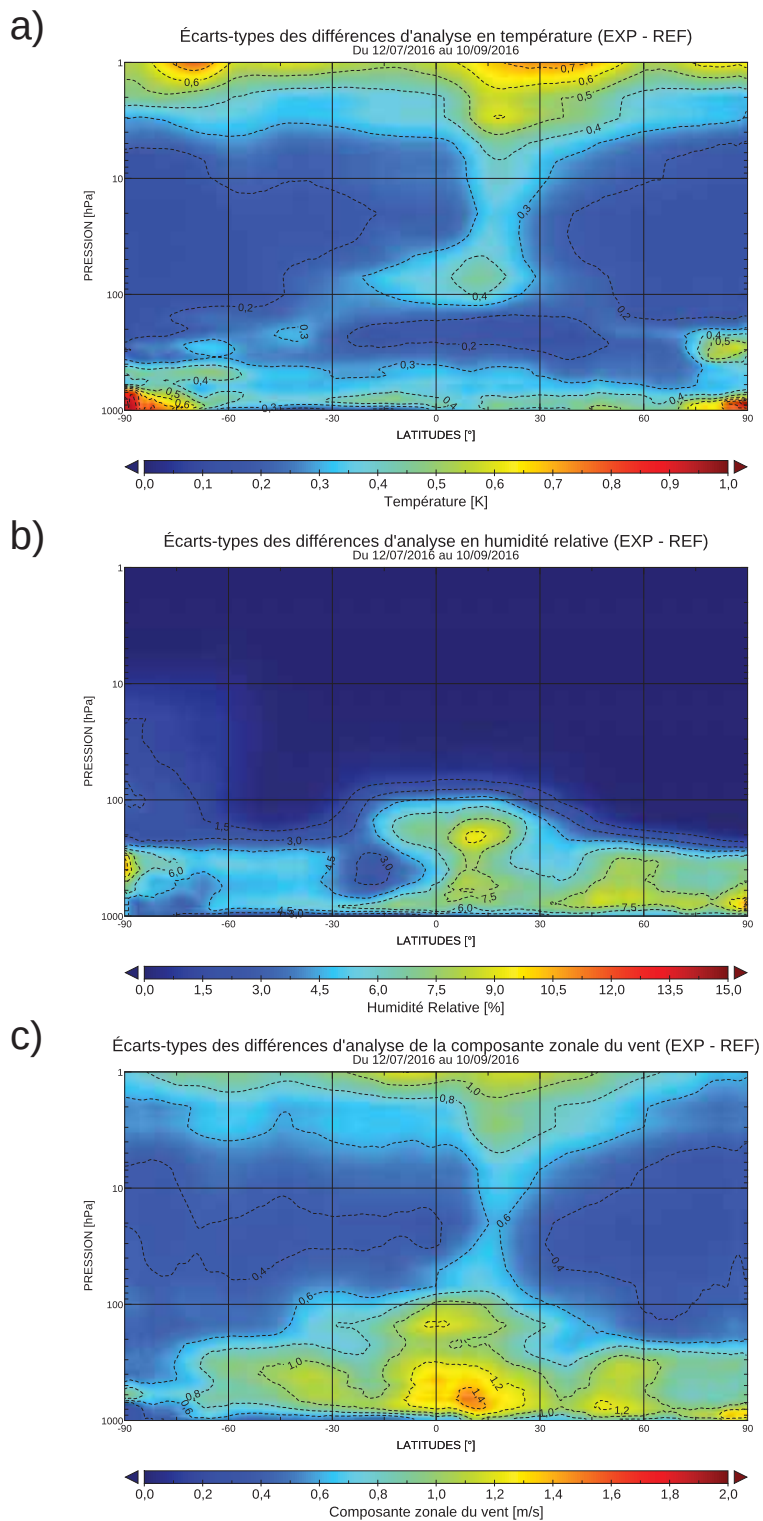 a)
Écarts-types des différences d'analyse en température (EXP - REF)
Du 12/07/2016 au 10/09/2016
1
0,7
0,6
0,6
0,5
0,4
10
0,3
PRESSION [hPa]
0,4
100
0,2
0,2
0,3
0,4
0,5
0,2
0,3
0,4
0,5
0,6
0,4
0,4
0,3
1000
-90 -60 -30 0 30 60 90
LATITUDES [°]
0,0 0,1 0,2 0,3 0,4 0,5 0,6 0,7 0,8 0,9 1,0
Température [K]
b)
Écarts-types des différences d'analyse en humidité relative (EXP - REF)
Du 12/07/2016 au 10/09/2016
1
10
PRESSION [hPa]
100
1,5
3,0
4,5
3,0
6,0
7,5
6,0
7,5
4,5
3,0
1000
-90 -60 -30 0 30 60 90
LATITUDES [°]
0,0 1,5 3,0 4,5 6,0 7,5 9,0 10,5 12,0 13,5 15,0
Humidité Relative [%]
c)
Écarts-types des différences d'analyse de la composante zonale du vent (EXP - REF)
Du 12/07/2016 au 10/09/2016
1
1,0
0,8
10
0,6
PRESSION [hPa]
0,4
0,4
0,6
100
1,0
1,2
1,4
0,8
0,6
1,0
1,2
1000
-90 -60 -30 0 30 60 90
LATITUDES [°]
0,0 0,2 0,4 0,6 0,8 1,0 1,2 1,4 1,6 1,8 2,0
Composante zonale du vent [m/s]